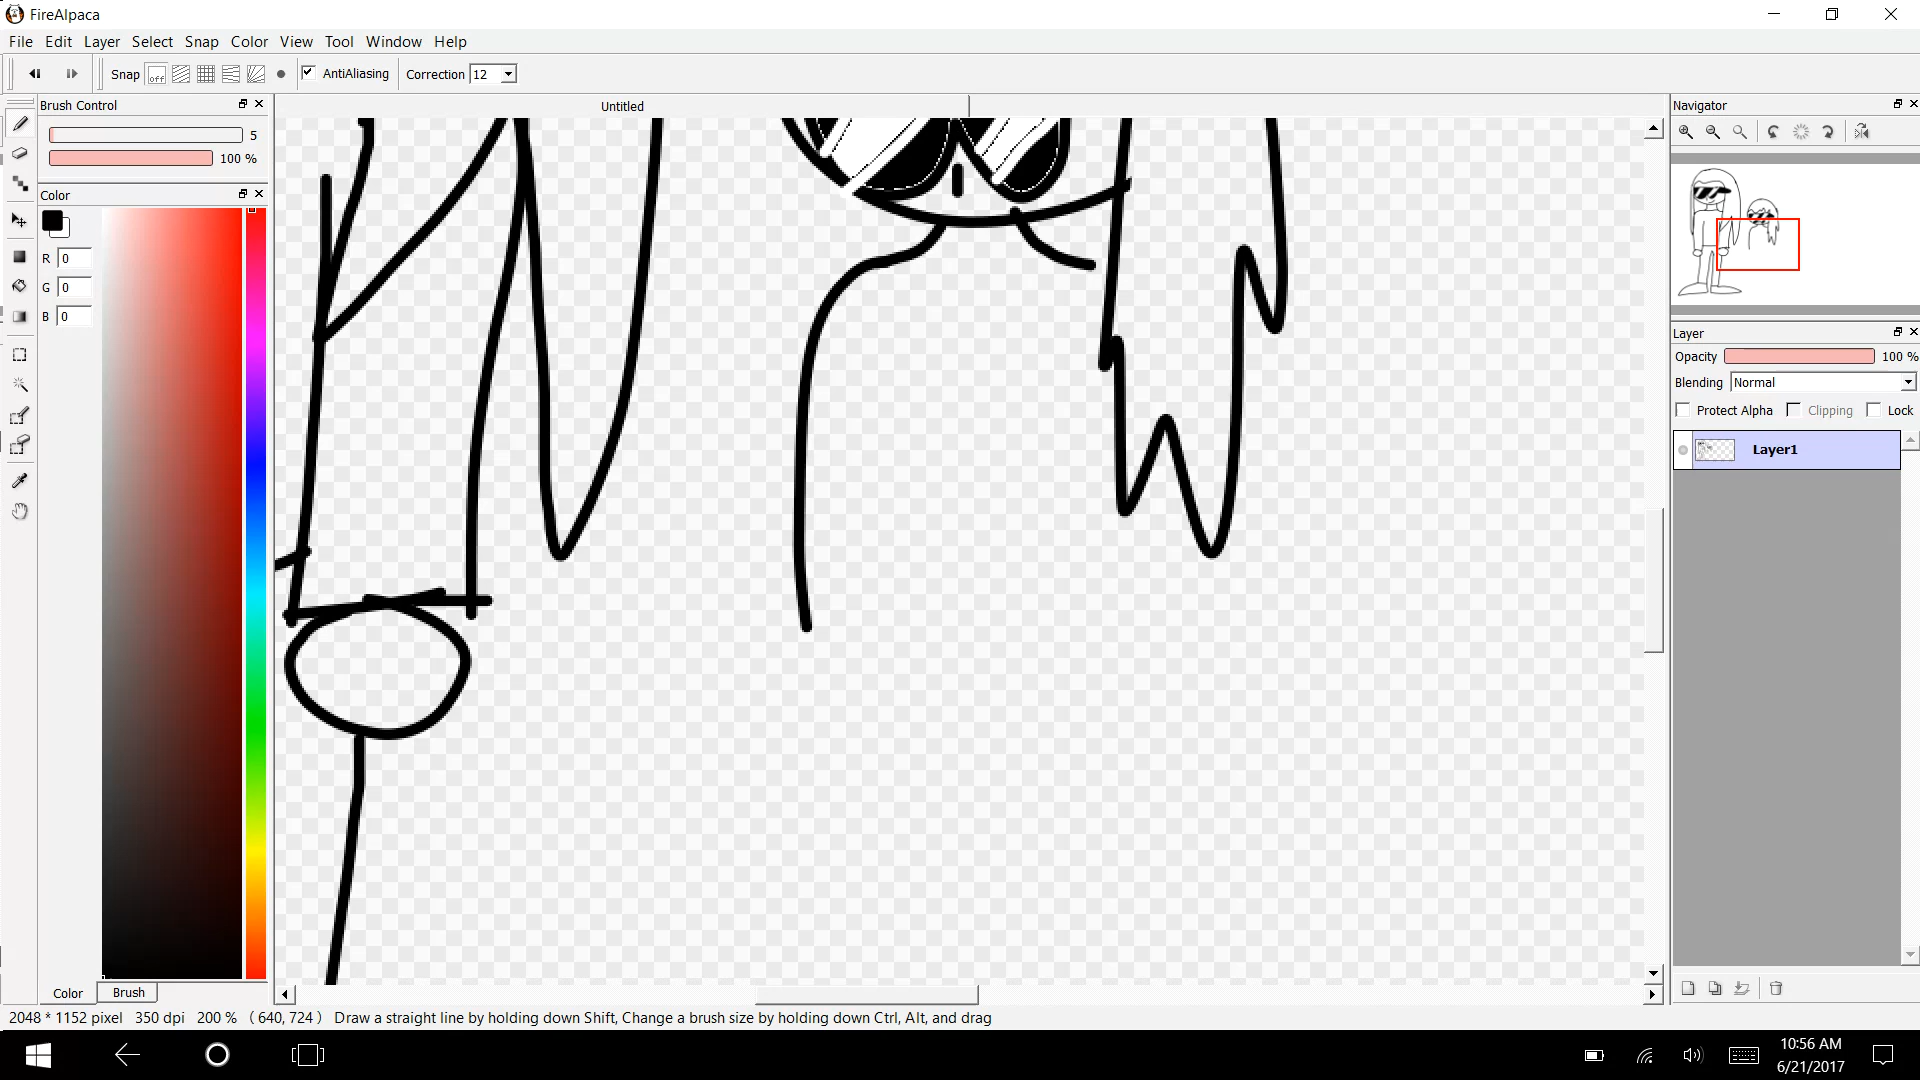 FireAlpaca
File Edit Layer Select Snap Color View Tool Window Help
Snap off AntiAliasing Correction 12
Brush Control
5
100 %
Color
R 0
G 0
B 0
Color Brush
Untitled
Navigator
Layer
Opacity 100 %
Blending Normal
Protect Alpha Clipping Lock
Layer1
2048 * 1152 pixel 350 dpi 200 % ( 640, 724 ) Draw a straight line by holding down Shift, Change a brush size by holding down Ctrl, Alt, and drag
10:56 AM
6/21/2017